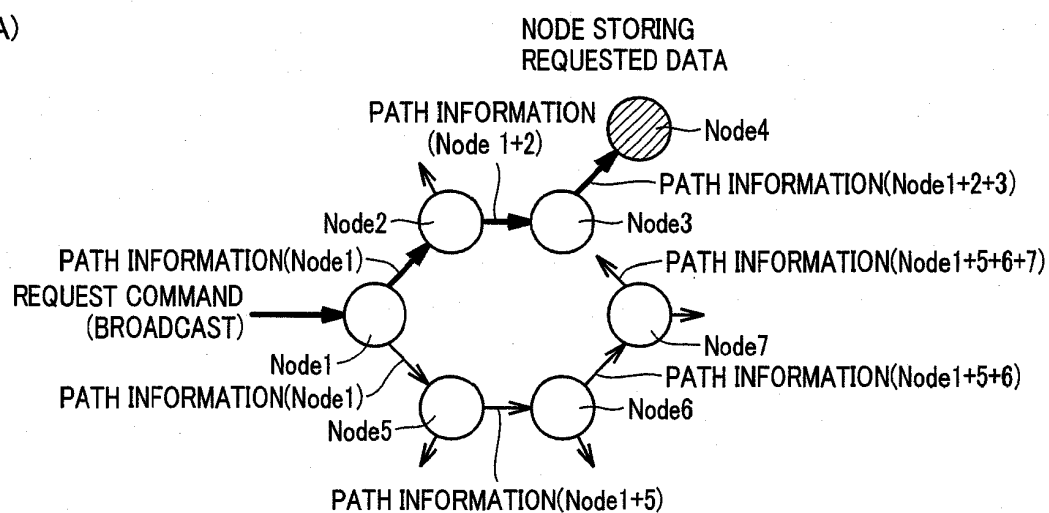 A)
NODE STORING
REQUESTED DATA
PATH INFORMATION
(Node 1+2)
Node4
PATH INFORMATION(Node1+2+3)
Node2
Node3
PATH INFORMATION(Node1)
PATH INFORMATION(Node1+5+6+7)
REQUEST COMMAND
(BROADCAST)
Node1
Node7
PATH INFORMATION(Node1)
PATH INFORMATION(Node1+5+6)
Node5
Node6
PATH INFORMATION(Node1+5)